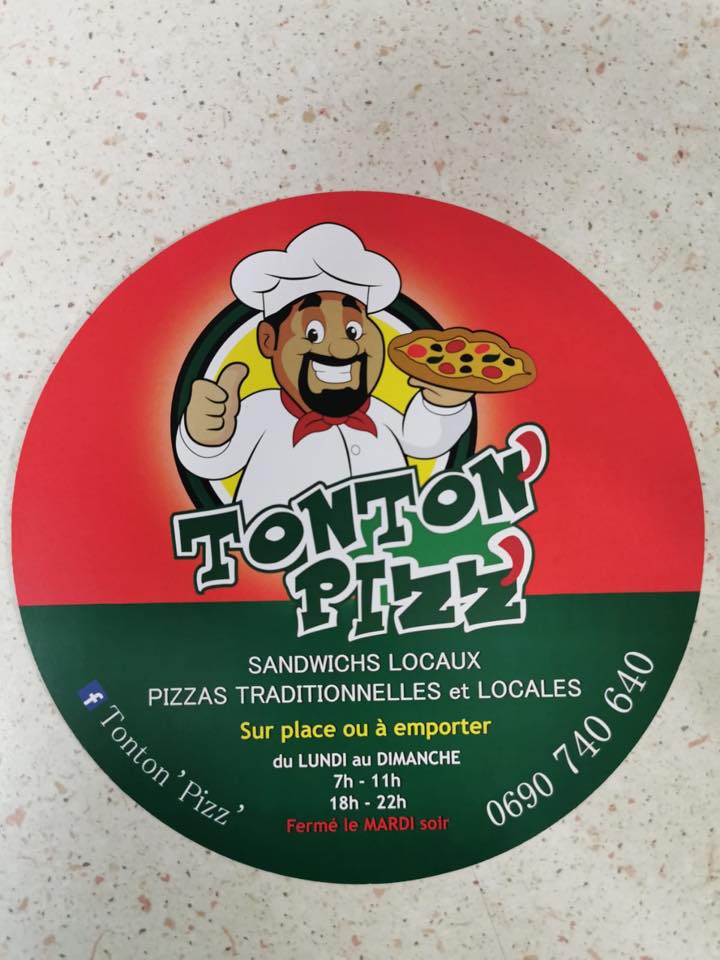 TONTON'
PIZZ'
SANDWICHS LOCAUX
PIZZAS TRADITIONNELLES et LOCALES
Sur place ou à emporter
du LUNDI au DIMANCHE
7h - 11h
18h - 22h
Fermé le MARDI soir
f Tonton 'Pizz '
0690 740 640